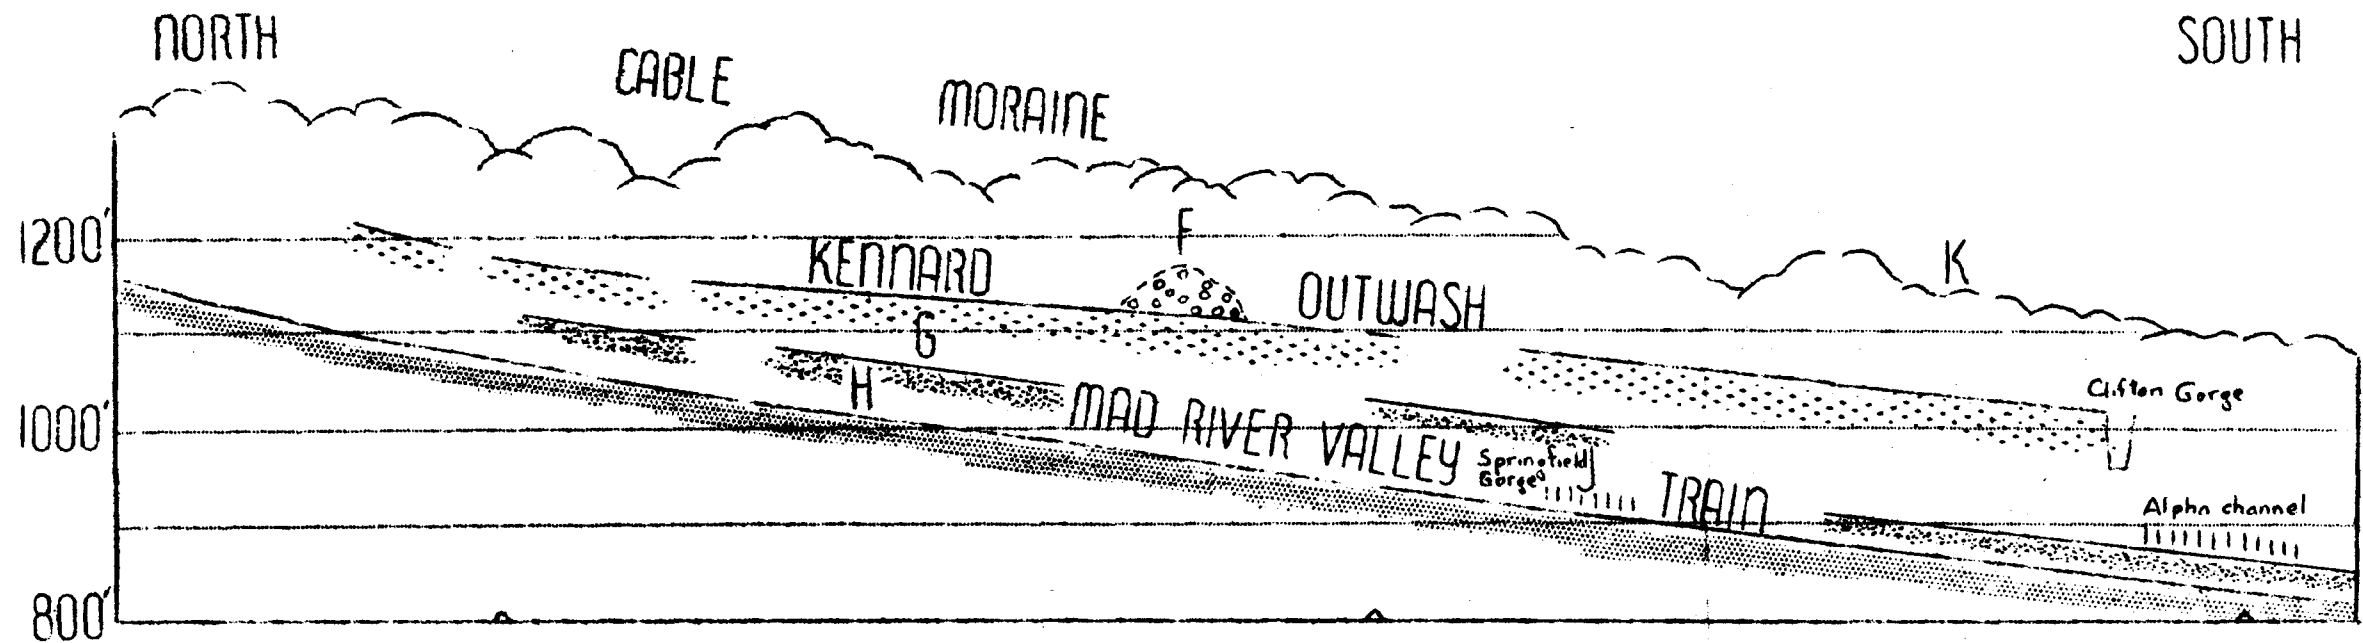 NORTH
SOUTH
CABLE
MORAINE
F
1200'
KENNARD
K
OUTWASH
G
Clifton Gorge
H
MAD RIVER VALLEY
1000'
Springfield
Gorge
TRAIN
Alpha channel
800'